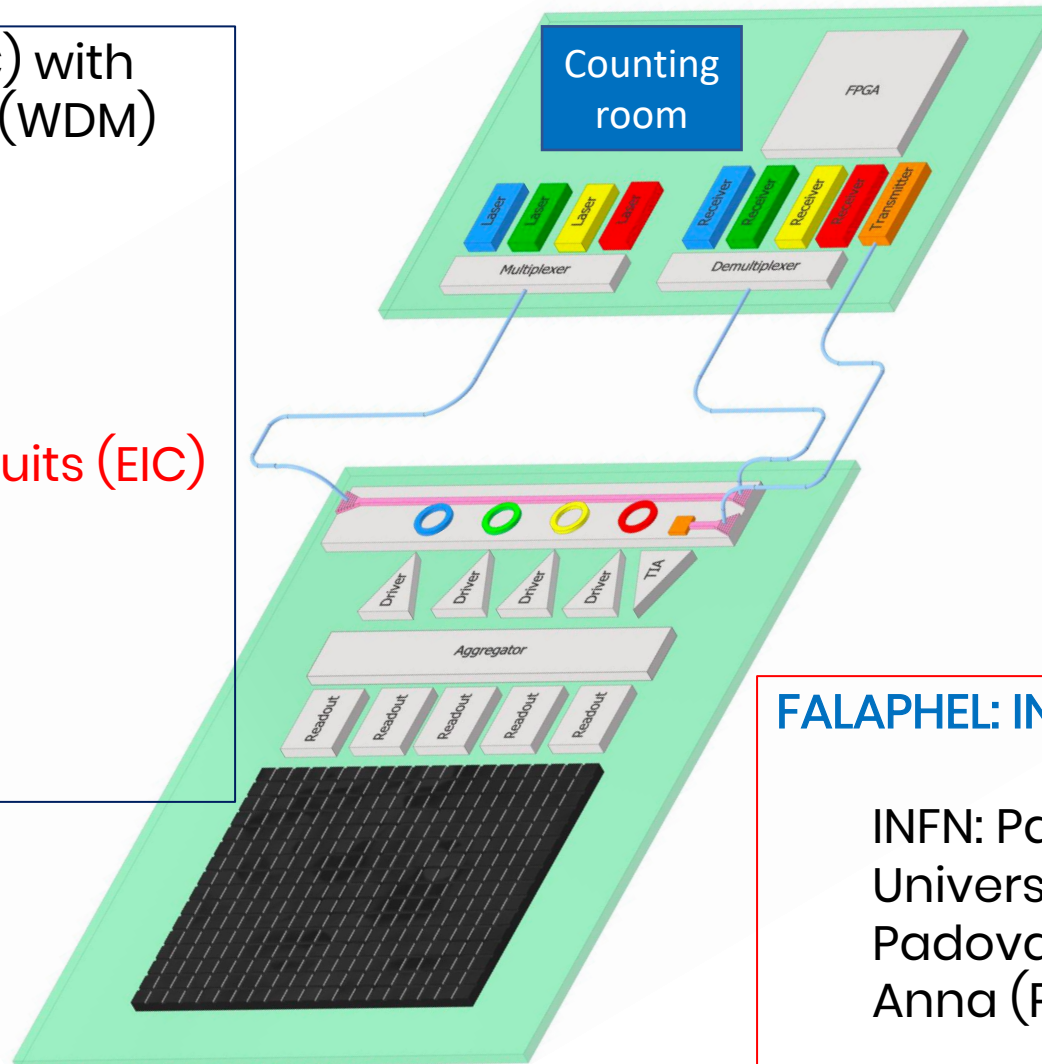 ) with
(WDM)
uits (EIC)
Counting
room
FPGA
Laser
Laser
Laser
Laser
Receiver
Receiver
Receiver
Receiver
Transmitter
Multiplexer
Demultiplexer
Driver
Driver
Driver
Driver
TIA
Aggregator
Readout
Readout
Readout
Readout
Readout
FALAPHEL: IN
INFN: Pa
Univers
Padova
Anna (P